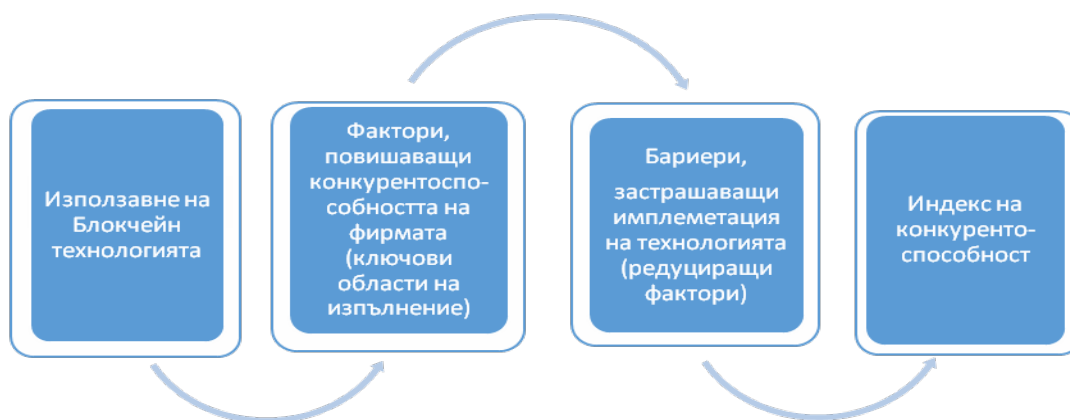 Използавне на
Блокчейн
технологията
Фактори,
повишаващи
конкурентоспо-
собността на
фирмата
(ключови
области на
изпълнение)
Бариери,
застрашаващи
имплеметация
на технологията
(редуциращи
фактори)
Индекс на
конкуренто-
способност